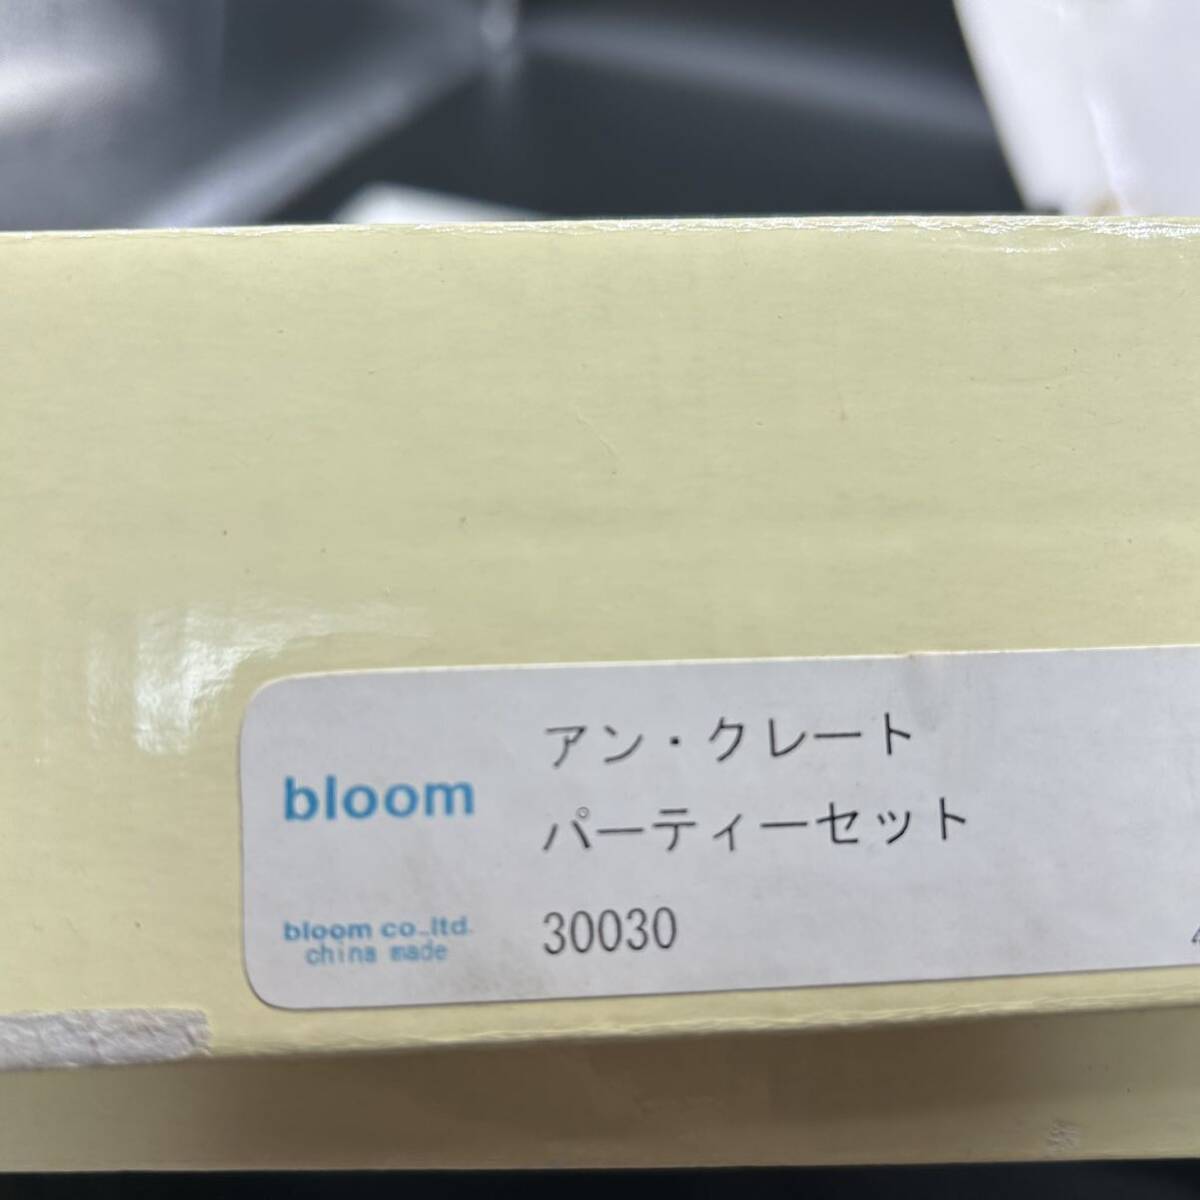 bloom
アン・クレート
パーティーセット
bloom co.,ltd.
china made
30030